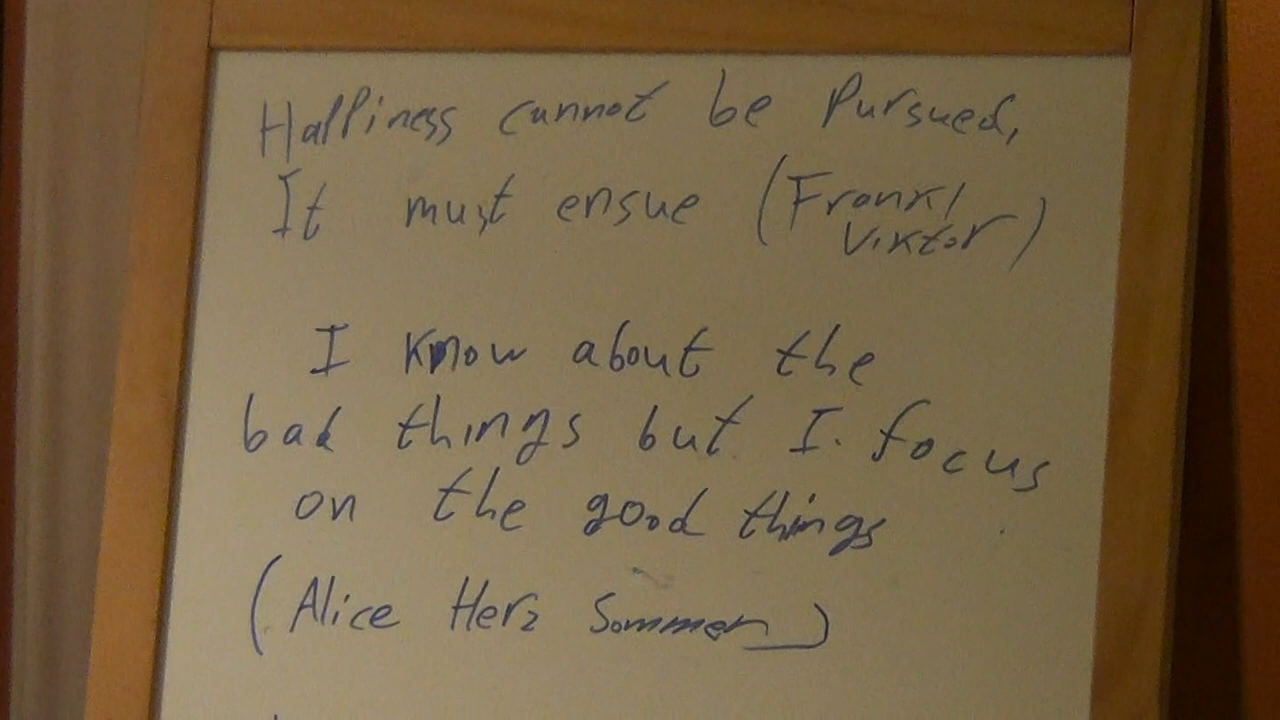 Happiness cannot be Pursued,
It must ensue (Frankl
Viktor)
I know about the
bad things but I focus
on the good things
(Alice Herz Sommer)